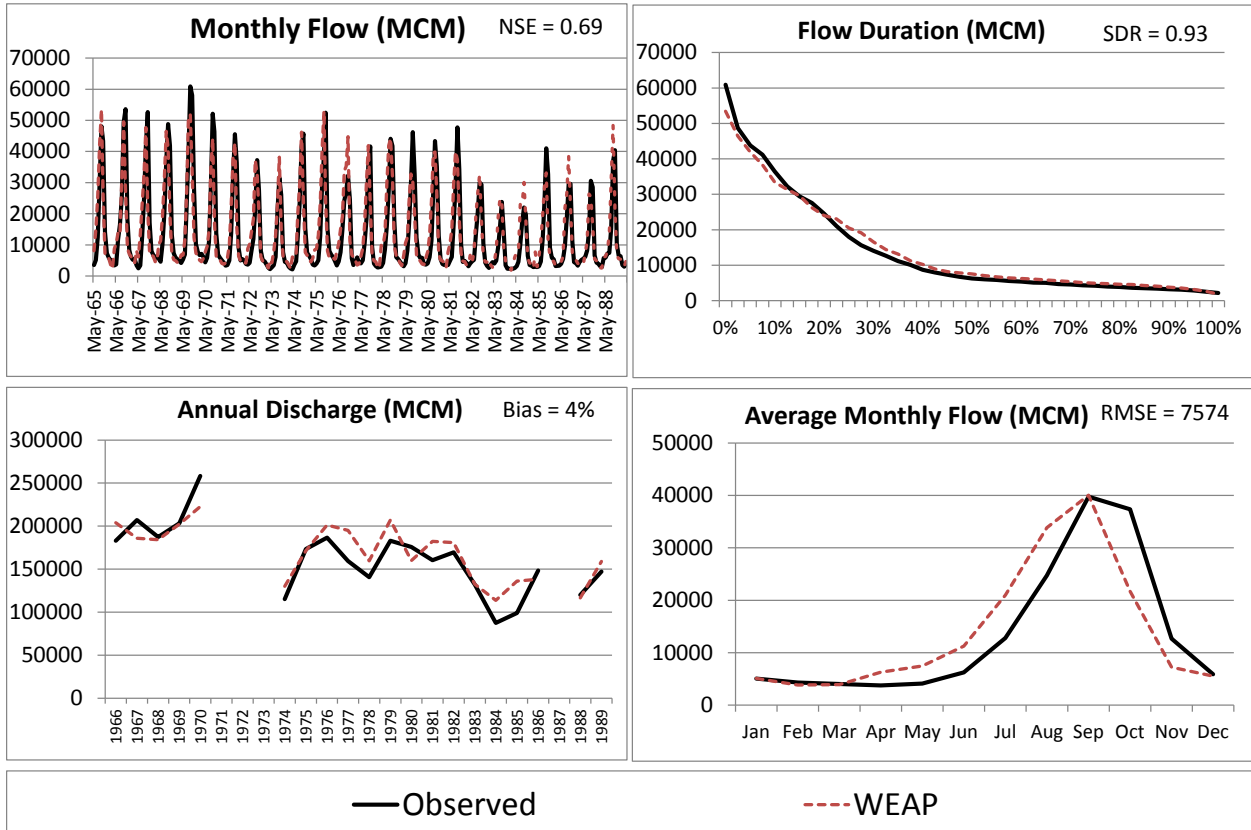 Monthly Flow (MCM) NSE = 0.69
70000
60000
50000
40000
30000
20000
10000
0
May-65
May-66
May-67
May-68
May-69
May-70
May-71
May-72
May-73
May-74
May-75
May-76
May-77
May-78
May-79
May-80
May-81
May-82
May-83
May-84
May-85
May-86
May-87
May-88
Flow Duration (MCM) SDR = 0.93
70000
60000
50000
40000
30000
20000
10000
0
0% 10% 20% 30% 40% 50% 60% 70% 80% 90% 100%
Annual Discharge (MCM) Bias = 4%
300000
250000
200000
150000
100000
50000
0
1966
1967
1968
1969
1970
1971
1972
1973
1974
1975
1976
1977
1978
1979
1980
1981
1982
1983
1984
1985
1986
1987
1988
1989
Average Monthly Flow (MCM) RMSE = 7574
50000
40000
30000
20000
10000
0
Jan Feb Mar Apr May Jun Jul Aug Sep Oct Nov Dec
Observed WEAP